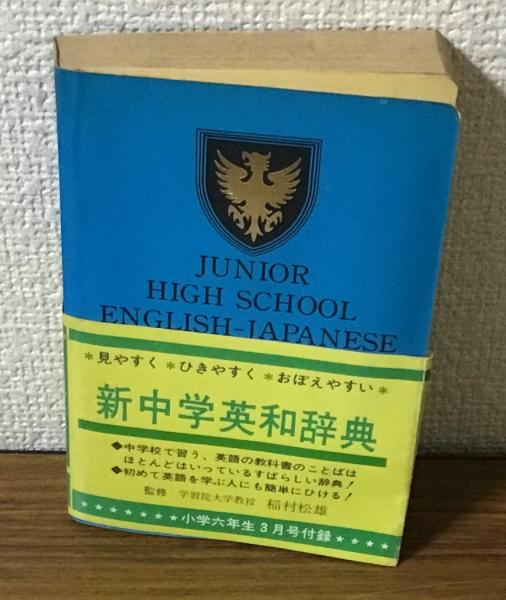 JUNIOR
HIGH SCHOOL
ENGLISH-JAPANESE
＊見やすく ＊ひきやすく ＊おぼえやすい＊
新中学英和辞典
◆中学校で習う、英語の教科書のことばは
ほとんどはいっているすばらしい辞典！
◆初めて英語を学ぶ人にも簡単にひける！
監修 学習院大学教授 稲村松雄
★★★★★★★小学六年生3月号付録★★★★